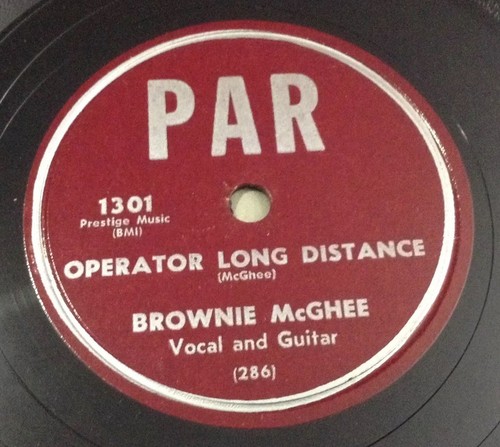 PAR
1301
Prestige Music
(BMI)
OPERATOR LONG DISTANCE
(McGhee)
BROWNIE McGHEE
Vocal and Guitar
(286)